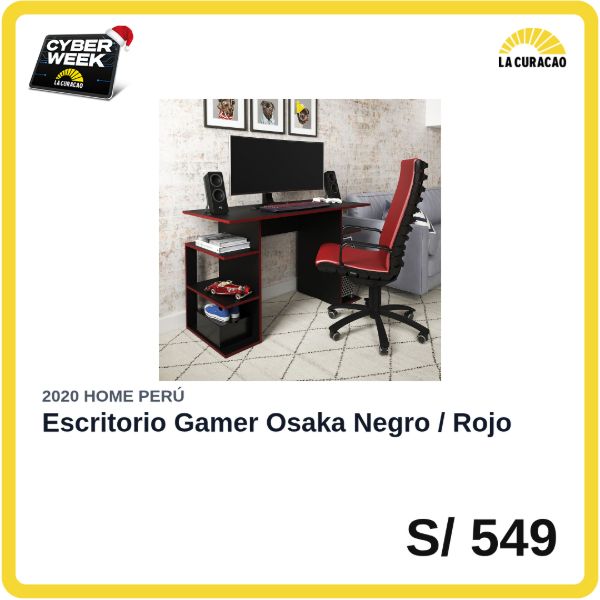 CYBER
WEEK
LA CURACAO
LA CURACAO
2020 HOME PERÚ
Escritorio Gamer Osaka Negro / Rojo
S/ 549